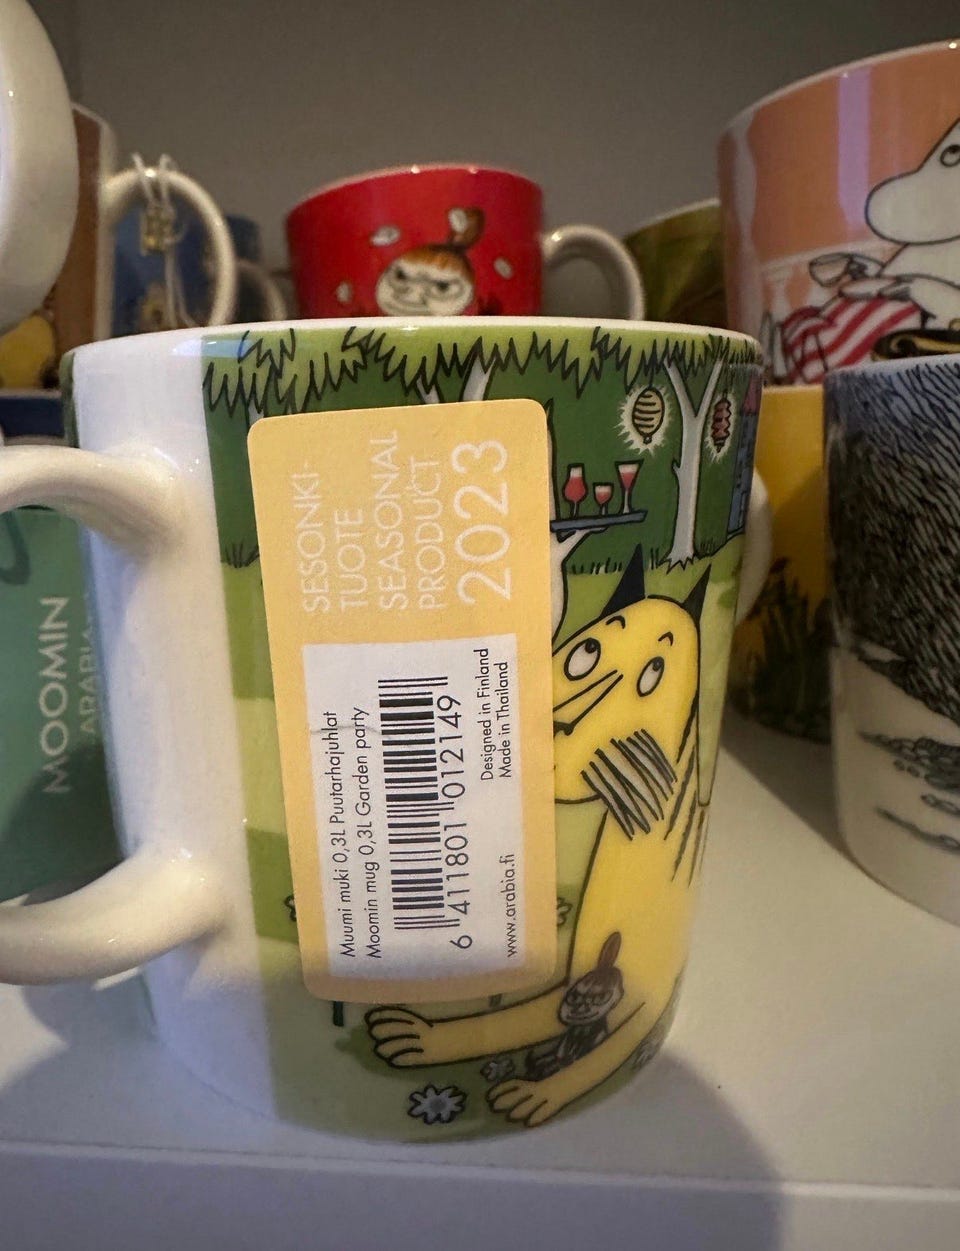 SESONKI-
TUOTE
SEASONAL
PRODUCT
2023
Muumi muki 0,3L Puutarhajuhlat
Moomin mug 0,3L Garden party
6 411801 012149
Designed in Finland
Made in Thailand
www.arabia.fi
MOOMIN
ARABIA